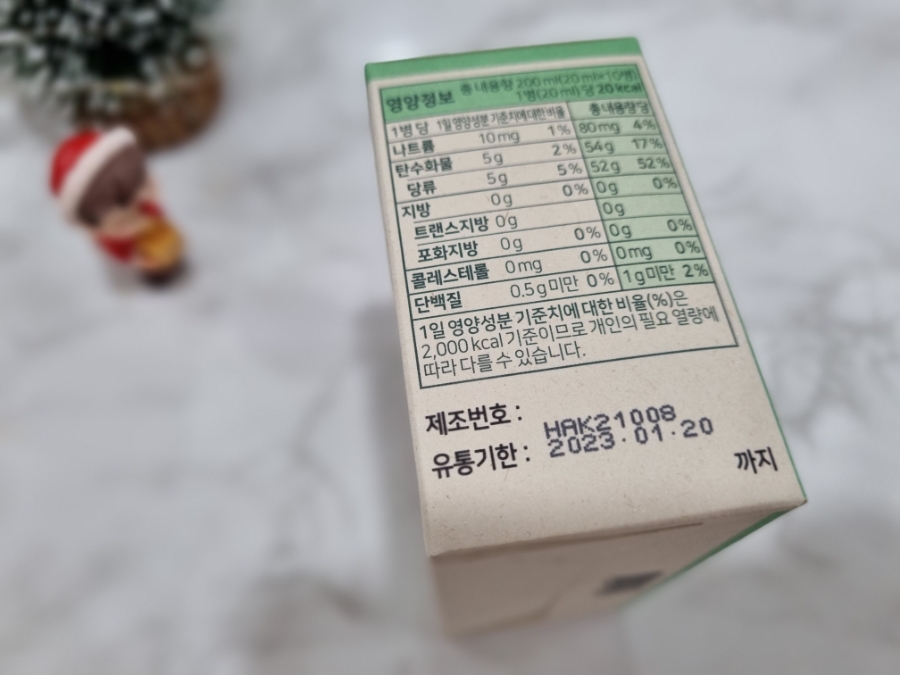 영양정보 총 내용량 200 ml(20 ml×10병)
1병(20 ml)당 20 kcal
1병 당 1일 영양성분 기준치에 대한 비율 총 내용량당
나트륨 10mg 1% 80mg 4%
탄수화물 5g 2% 54g 17%
당류 5g 5% 52g 52%
지방 0g 0% 0g 0%
트랜스지방 0g 0g
포화지방 0g 0% 0g 0%
콜레스테롤 0mg 0% 0mg 0%
단백질 0.5g미만 0% 1g미만 2%
1일 영양성분 기준치에 대한 비율(%)은
2,000 kcal 기준이므로 개인의 필요 열량에
따라 다를 수 있습니다.
제조번호 : HAK21008
유통기한 : 2023.01.20
까지